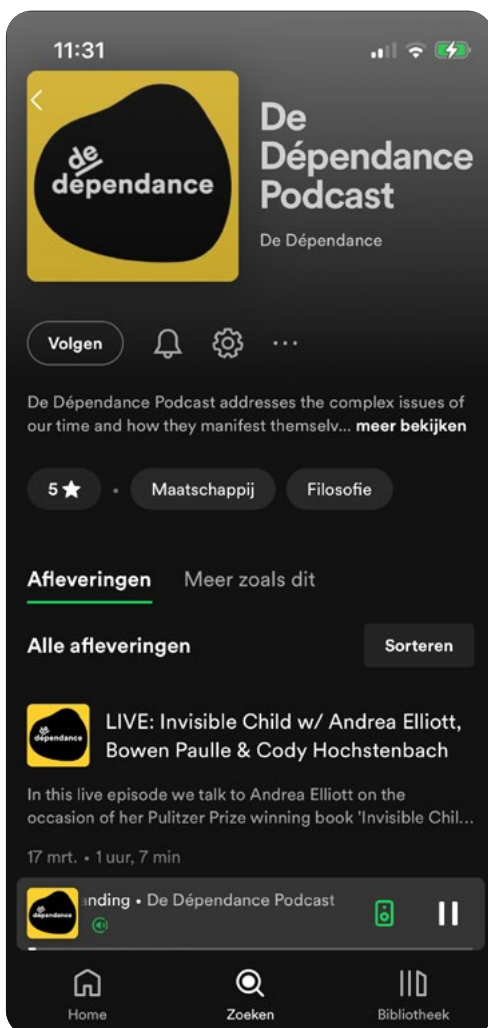 11:31
de
dépendance
De
Dépendance
Podcast
De Dépendance
Volgen
De Dépendance Podcast addresses the complex issues of
our time and how they manifest themselv... meer bekijken
5★ • Maatschappij Filosofie
Afleveringen Meer zoals dit
Alle afleveringen Sorteren
de
dépendance
LIVE: Invisible Child w/ Andrea Elliott,
Bowen Paulle & Cody Hochstenbach
In this live episode we talk to Andrea Elliott on the
occasion of her Pulitzer Prize winning book 'Invisible Chil...
17 mrt. • 1 uur, 7 min
de
dépendance
anding • De Dépendance Podcast
Home Zoeken Bibliotheek